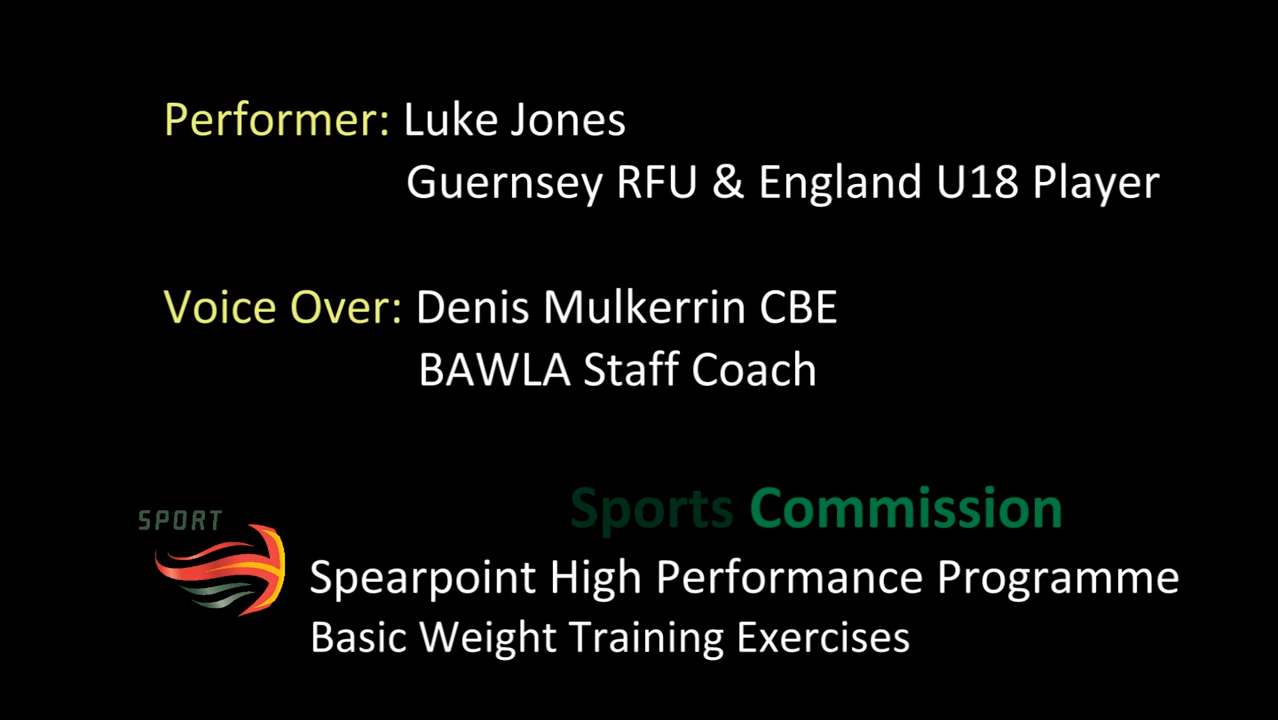 Performer: Luke Jones
Guernsey RFU & England U18 Player
Voice Over: Denis Mulkerrin CBE
BAWLA Staff Coach
Sports Commission
SPORT
Spearpoint High Performance Programme
Basic Weight Training Exercises